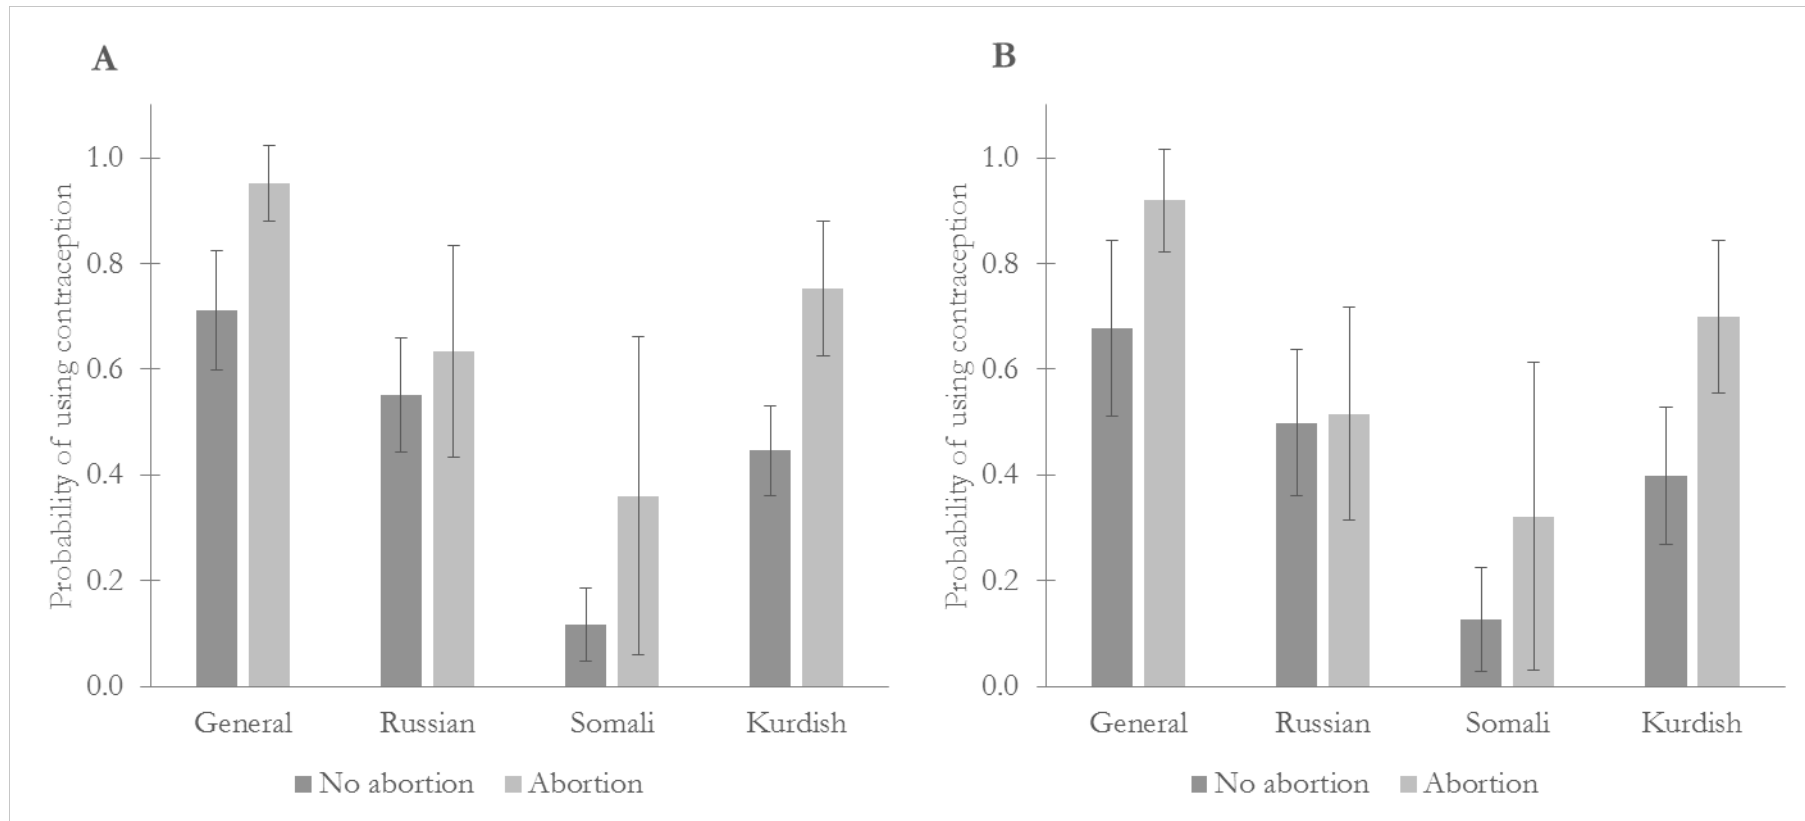 A
Probability of using contraception
1.0
0.8
0.6
0.4
0.2
0.0
General Russian Somali Kurdish
No abortion Abortion
B
Probability of using contraception
1.0
0.8
0.6
0.4
0.2
0.0
General Russian Somali Kurdish
No abortion Abortion